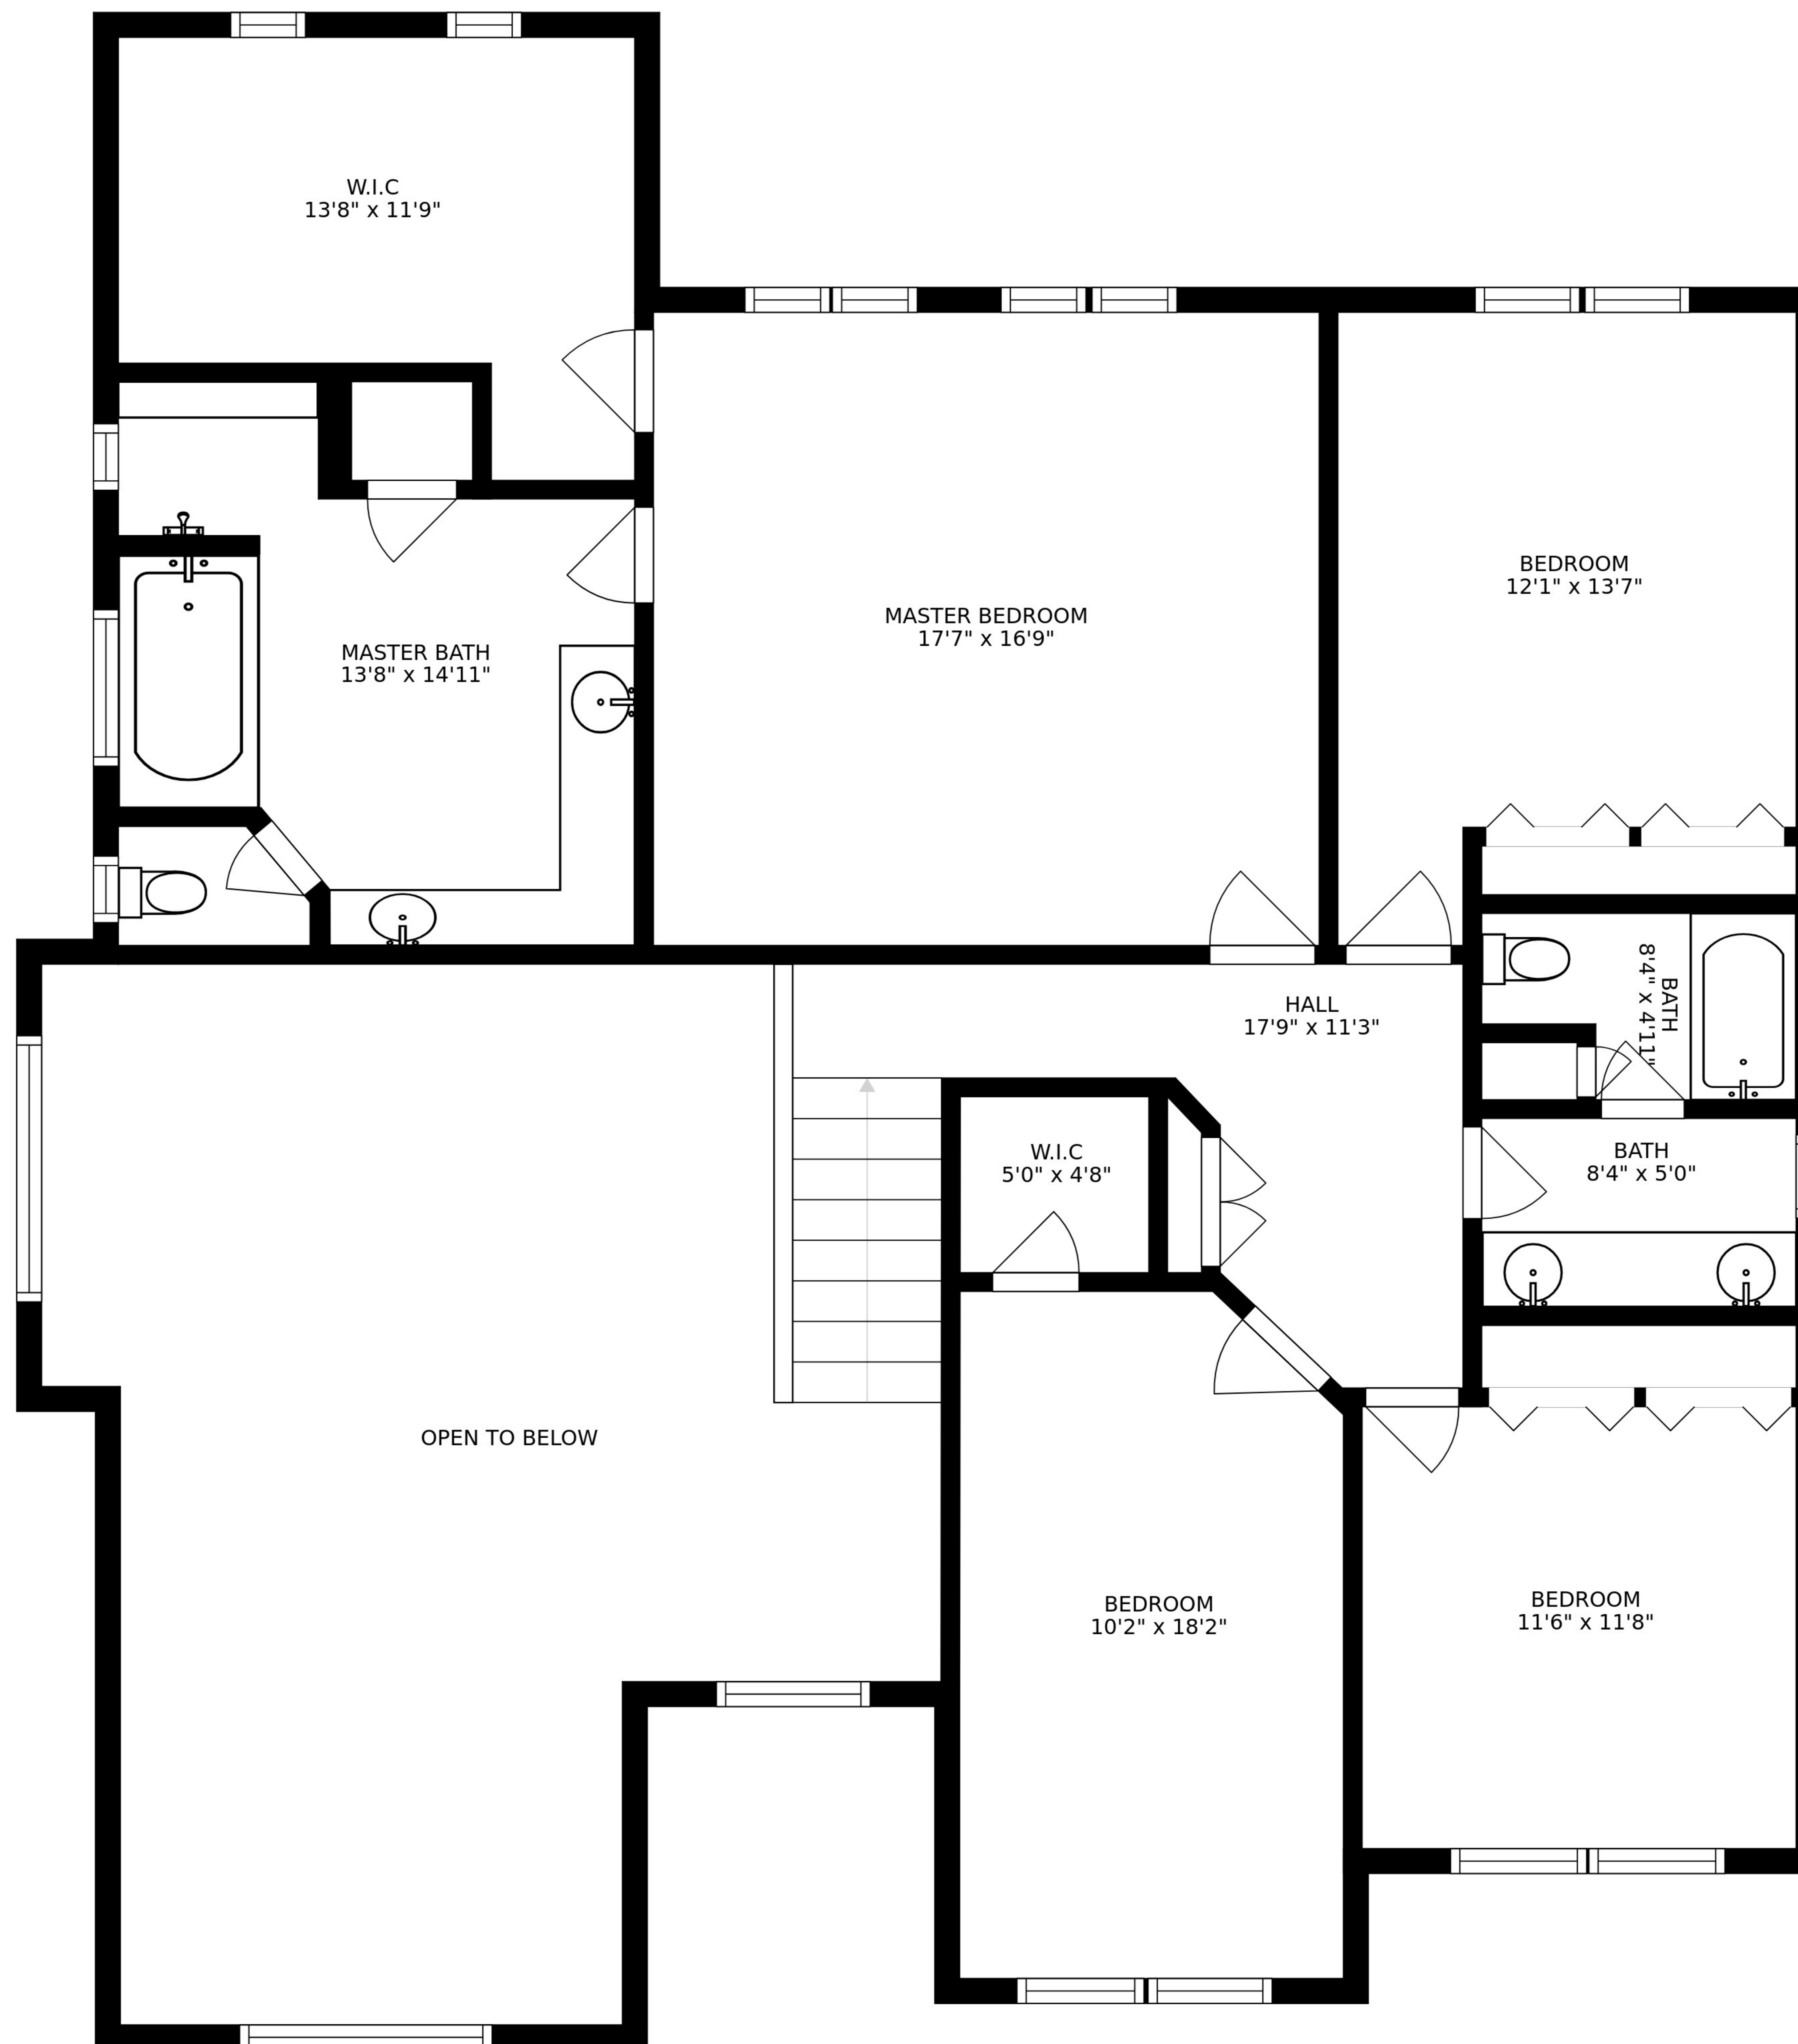 W.I.C
13'8" x 11'9"
BEDROOM
12'1" x 13'7"
MASTER BEDROOM
17'7" x 16'9"
MASTER BATH
13'8" x 14'11"
BATH
8'4" x 4'11"
HALL
17'9" x 11'3"
W.I.C
5'0" x 4'8"
BATH
8'4" x 5'0"
OPEN TO BELOW
BEDROOM
10'2" x 18'2"
BEDROOM
11'6" x 11'8"